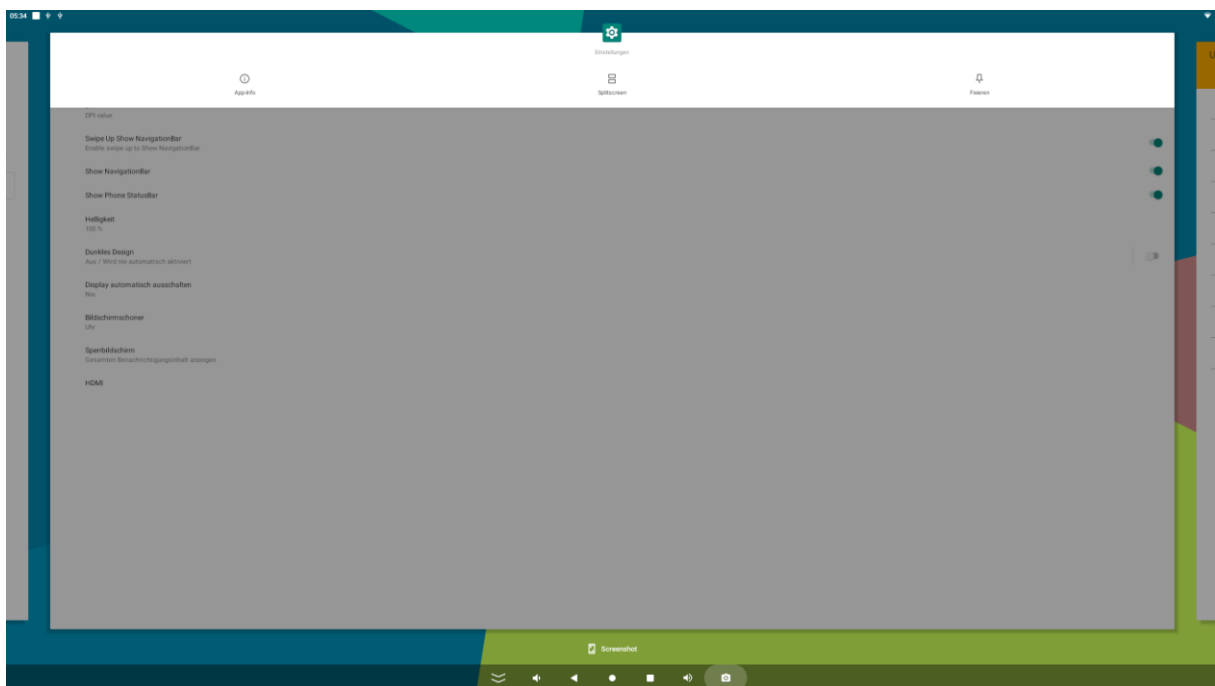 05:34
Einstellungen
App-Info
Splitscreen
Fixieren
DPI value
Swipe Up Show NavigationBar
Enable swipe up to Show NavigationBar
Show NavigationBar
Show Phone StatusBar
Helligkeit
100 %
Dunkles Design
Aus / Wird nie automatisch aktiviert
Display automatisch ausschalten
Nie
Bildschirmschoner
Uhr
Sperrbildschirm
Gesamten Benachrichtigungsinhalt anzeigen
HDMI
Screenshot